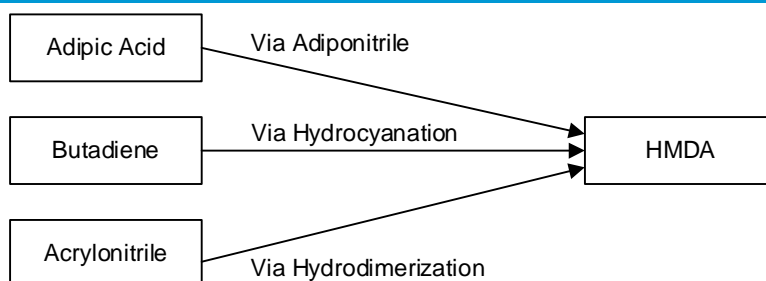 Adipic Acid
Via Adiponitrile
Butadiene
Via Hydrocyanation
HMDA
Acrylonitrile
Via Hydrodimerization